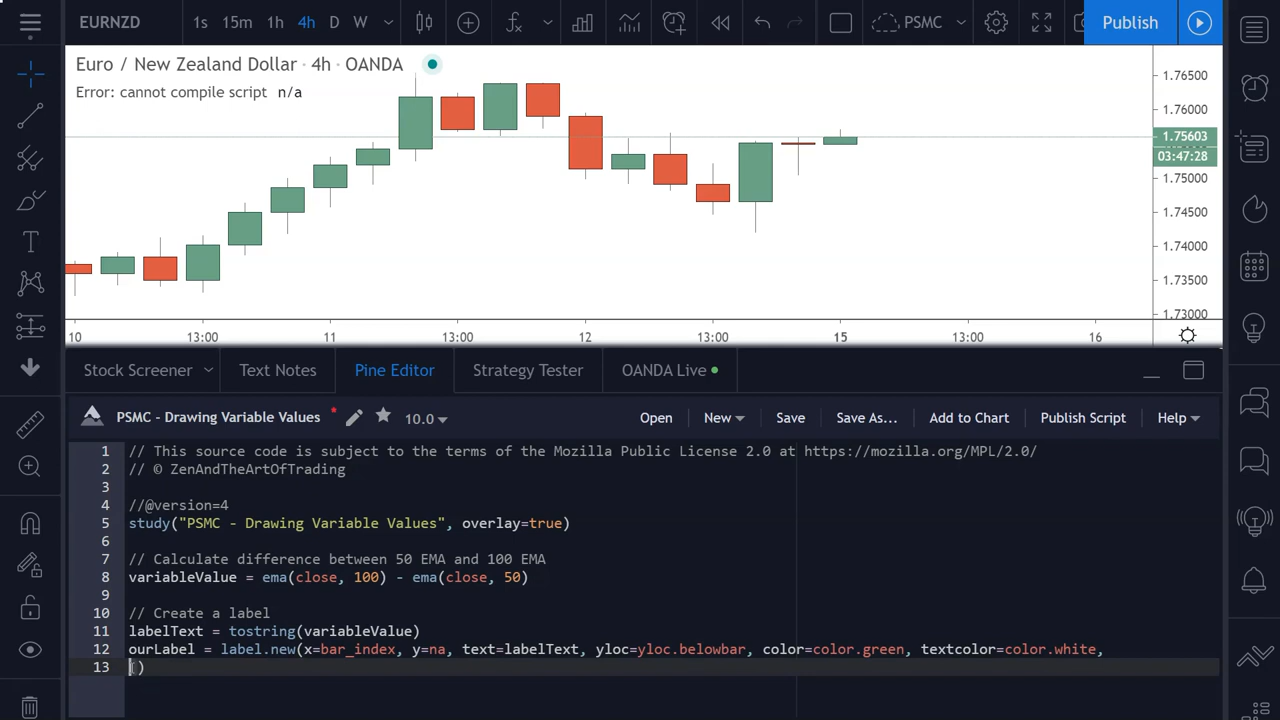 EURNZD 1s 15m 1h 4h D W PSMC Publish
Euro / New Zealand Dollar · 4h · OANDA
Error: cannot compile script n/a
1.76500
1.76000
1.75603
03:47:28
1.75000
1.74500
1.74000
1.73500
1.73000
10 13:00 11 13:00 12 13:00 15 13:00 16
Stock Screener Text Notes Pine Editor Strategy Tester OANDA Live
PSMC - Drawing Variable Values * 10.0 Open New Save Save As... Add to Chart Publish Script Help
1 // This source code is subject to the terms of the Mozilla Public License 2.0 at https://mozilla.org/MPL/2.0/
2 // © ZenAndTheArtOfTrading
3
4 //@version=4
5 study("PSMC - Drawing Variable Values", overlay=true)
6
7 // Calculate difference between 50 EMA and 100 EMA
8 variableValue = ema(close, 100) - ema(close, 50)
9
10 // Create a label
11 labelText = tostring(variableValue)
12 ourLabel = label.new(x=bar_index, y=na, text=labelText, yloc=yloc.belowbar, color=color.green, textcolor=color.white,
13 )